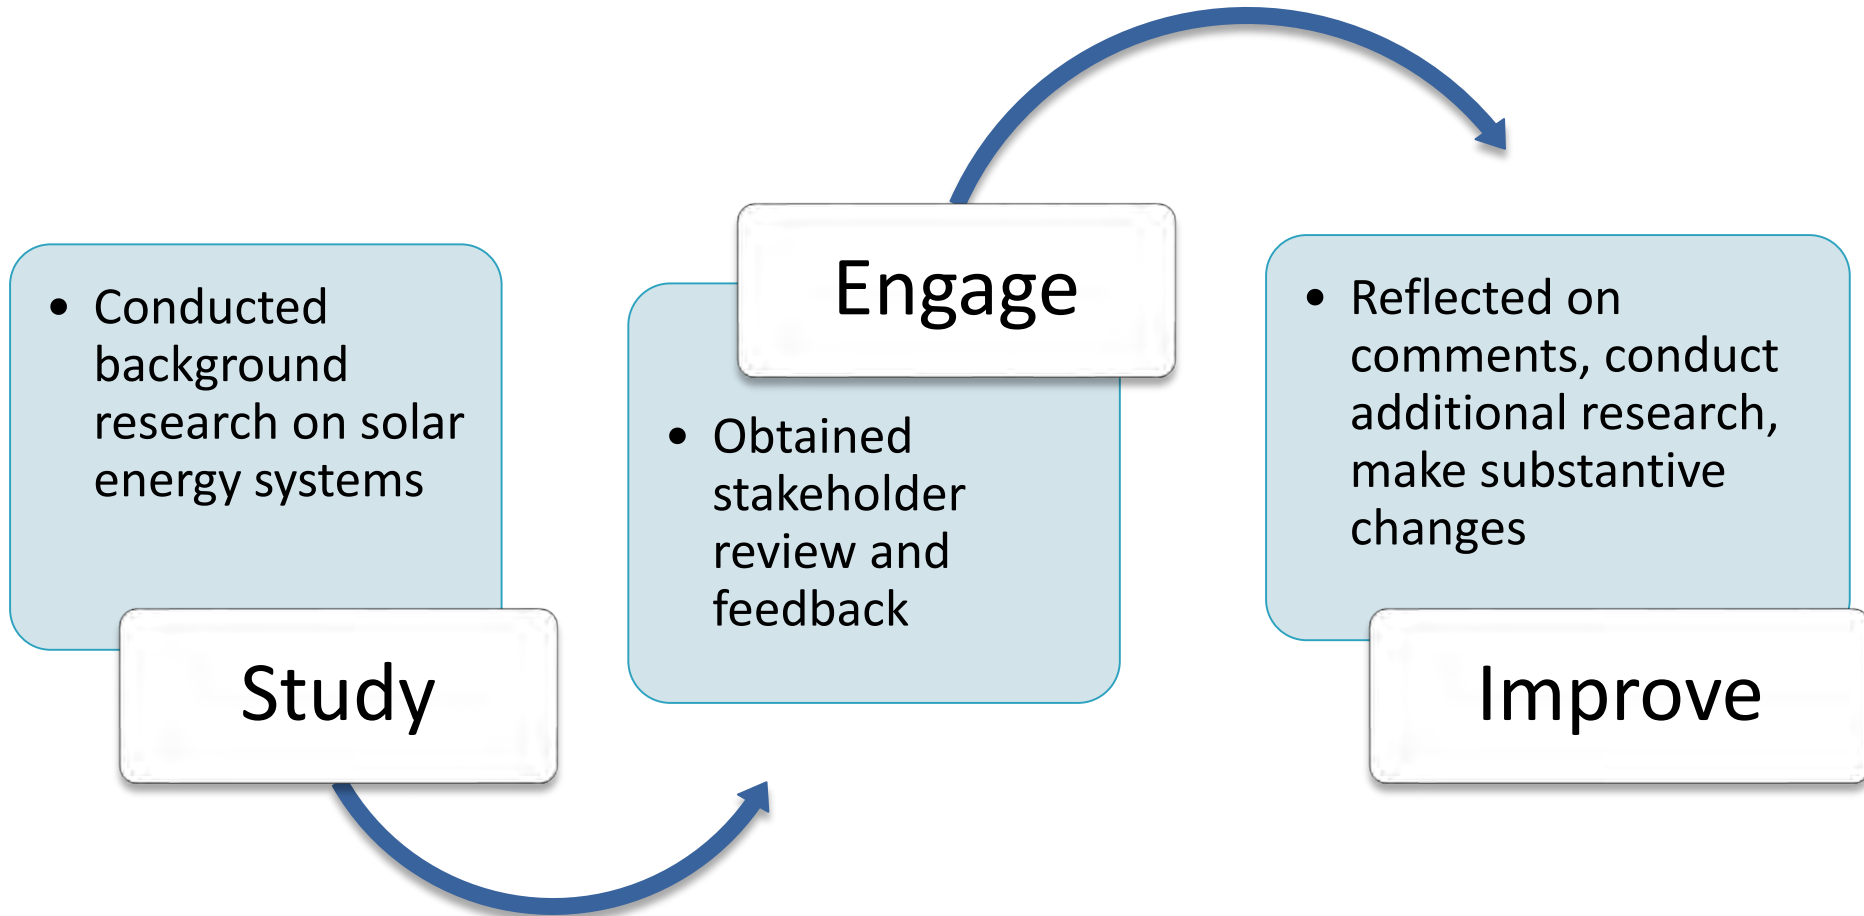 • Conducted
background
research on solar
energy systems
Study
Engage
• Obtained
stakeholder
review and
feedback
• Reflected on
comments, conduct
additional research,
make substantive
changes
Improve